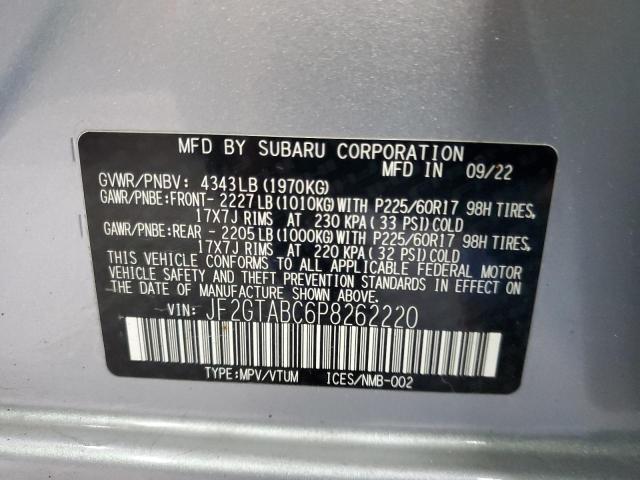 MFD BY SUBARU CORPORATION
MFD IN 09/22
GVWR/PNBV: 4343LB (1970KG)
GAWR/PNBE:FRONT- 2227LB (1010KG)WITH P225/60R17 98H TIRES,
17X7J RIMS AT 230 KPA (33 PSI)COLD
GAWR/PNBE:REAR - 2205LB (1000KG)WITH P225/60R17 98H TIRES,
17X7J RIMS AT 220 KPA (32 PSI)COLD
THIS VEHICLE CONFORMS TO ALL APPLICABLE FEDERAL MOTOR
VEHICLE SAFETY AND THEFT PREVENTION STANDARDS IN EFFECT ON
THE DATE OF MANUFACTURE SHOWN ABOVE.
VIN: JF2GTABC6P8262220
TYPE:MPV/VTUM ICES/NMB-002